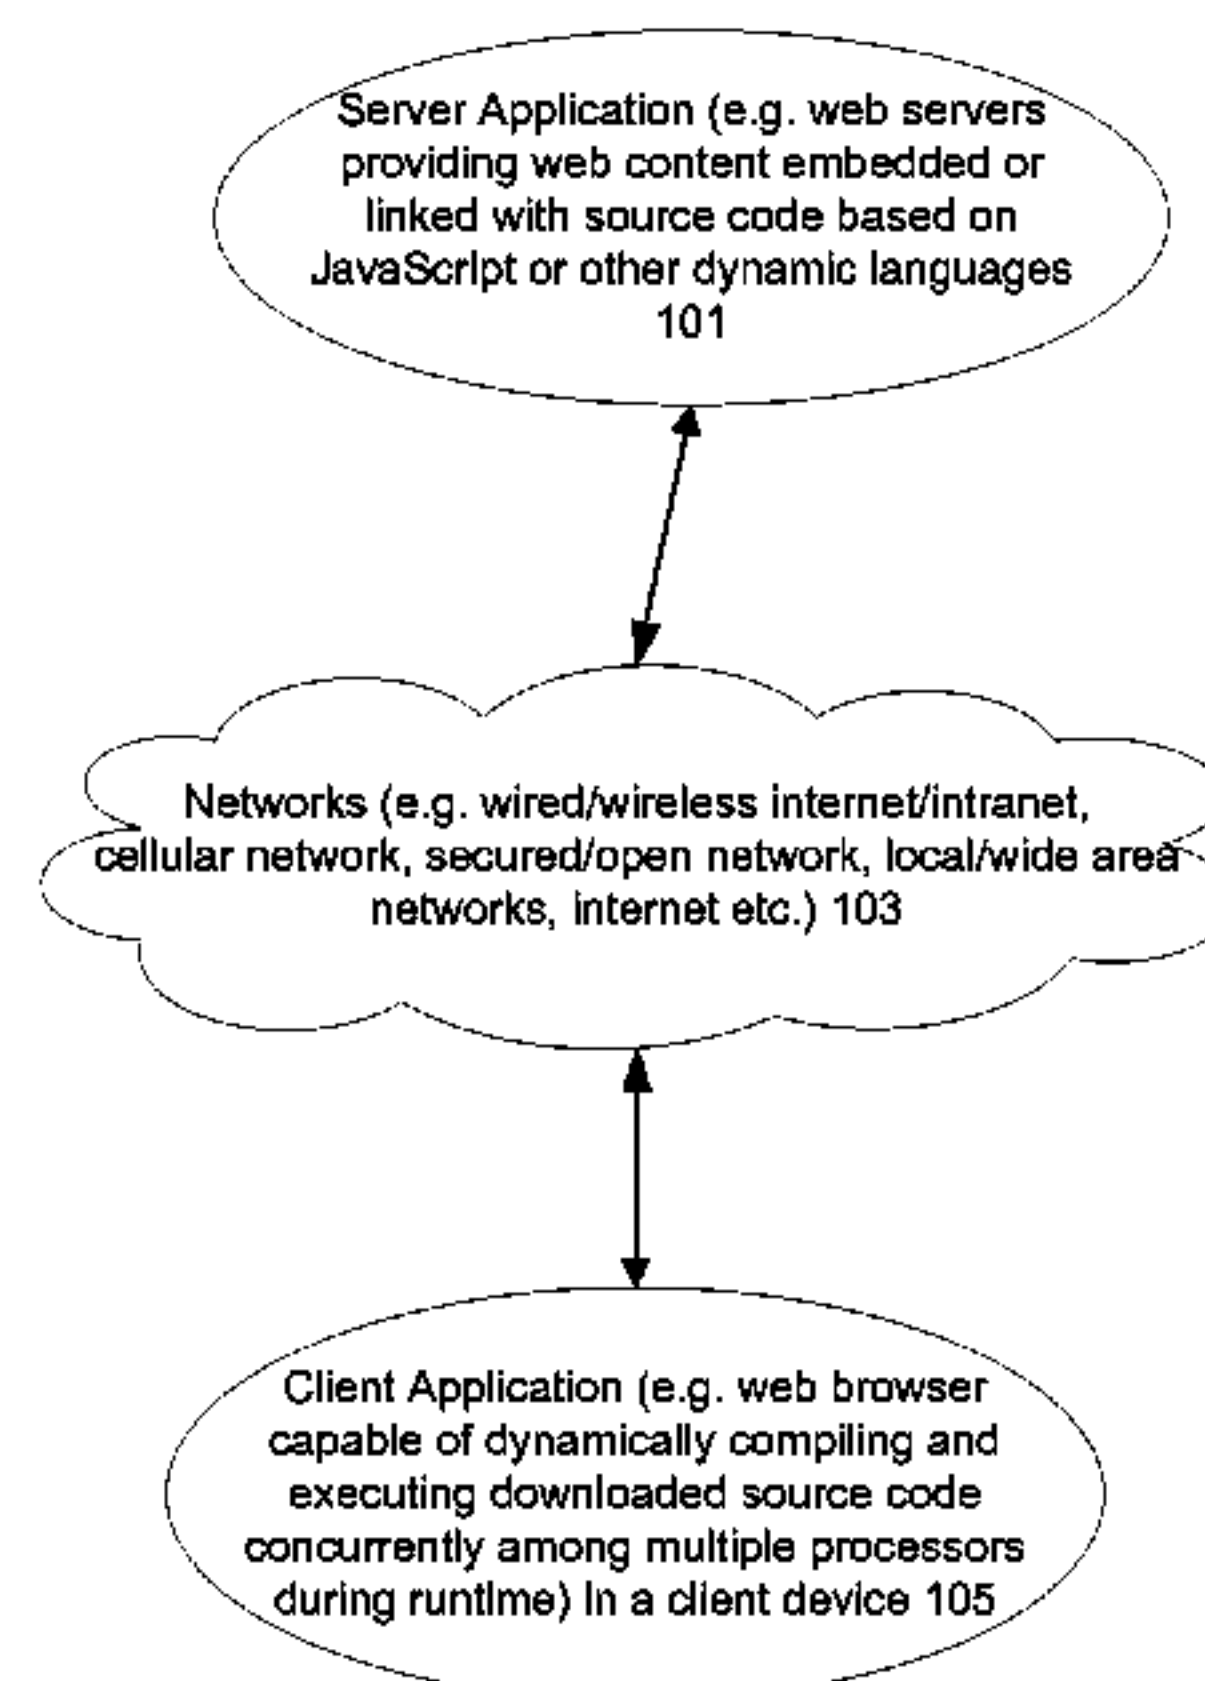 Server Application (e.g. web servers
providing web content embedded or
linked with source code based on
JavaScript or other dynamic languages
101
Networks (e.g. wired/wireless internet/intranet,
cellular network, secured/open network, local/wide area
networks, internet etc.) 103
Client Application (e.g. web browser
capable of dynamically compiling and
executing downloaded source code
concurrently among multiple processors
during runtime) in a client device 105